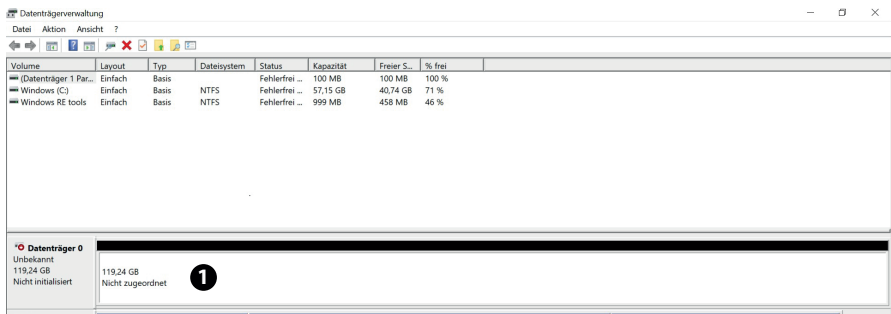 Datenträgerverwaltung
Datei Aktion Ansicht ?
Volume Layout Typ Dateisystem Status Kapazität Freier S... % frei
(Datenträger 1 Par... Einfach Basis Fehlerfrei ... 100 MB 100 MB 100 %
Windows (C:) Einfach Basis NTFS Fehlerfrei ... 57,15 GB 40,74 GB 71 %
Windows RE tools Einfach Basis NTFS Fehlerfrei ... 999 MB 458 MB 46 %
Datenträger 0
Unbekannt
119,24 GB
Nicht initialisiert
119,24 GB
Nicht zugeordnet
1